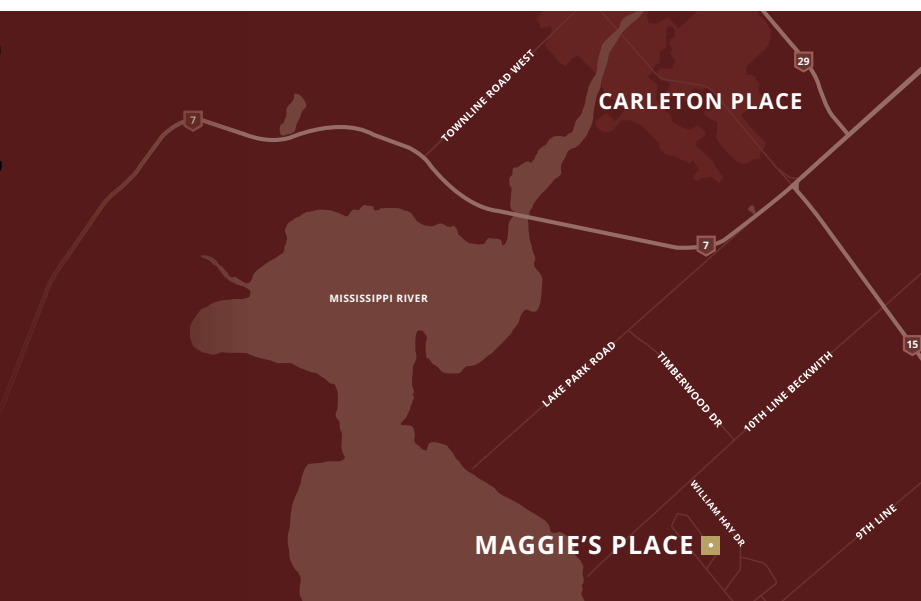 TOWNLINE ROAD WEST
29
CARLETON PLACE
7
7
MISSISSIPPI RIVER
15
LAKE PARK ROAD
TIMBERWOOD DR
10TH LINE BECKWITH
WILLIAM HAY DR
9TH LINE
MAGGIE’S PLACE